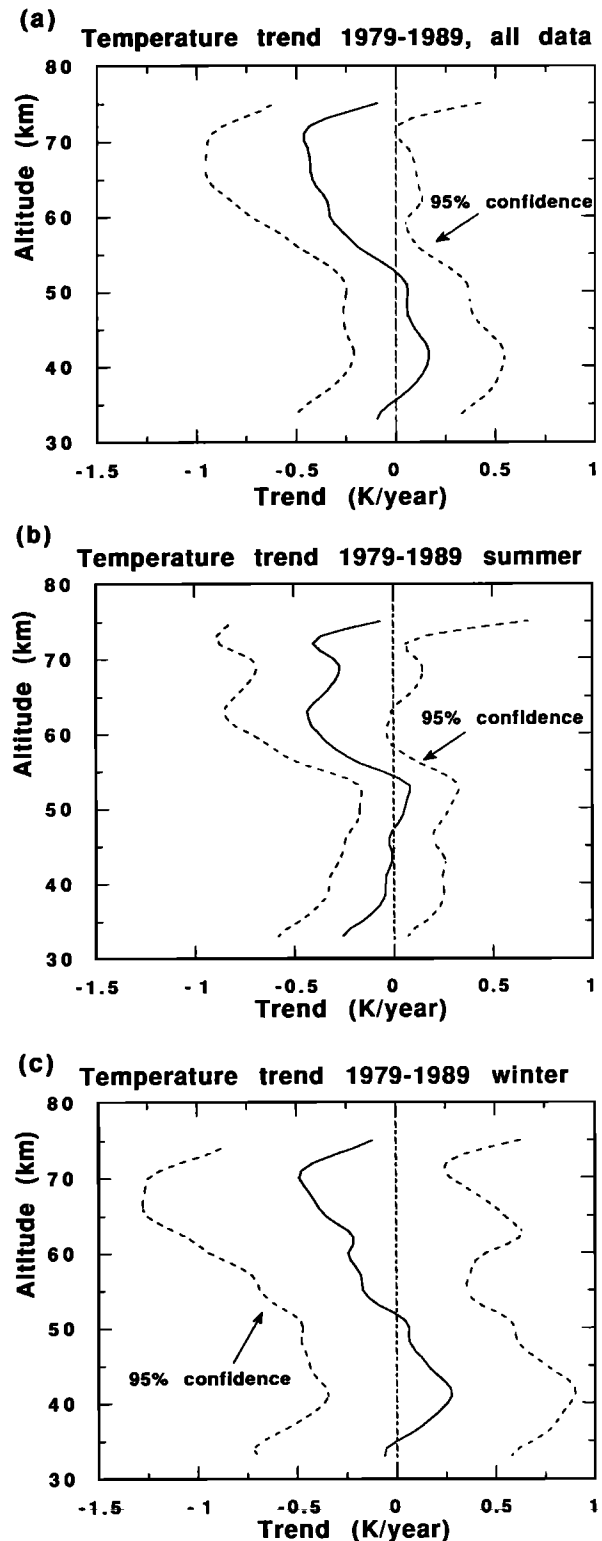 (a)
Temperature trend 1979-1989, all data
80
70
60
50
40
30
Altitude (km)
95% confidence
-1.5
-1
-0.5
0
0.5
1
Trend (K/year)
(b)
Temperature trend 1979-1989 summer
80
70
60
50
40
30
Altitude (km)
95% confidence
-1.5
-1
-0.5
0
0.5
1
Trend (K/year)
(c)
Temperature trend 1979-1989 winter
80
70
60
50
40
30
Altitude (km)
95% confidence
-1.5
-1
-0.5
0
0.5
1
Trend (K/year)